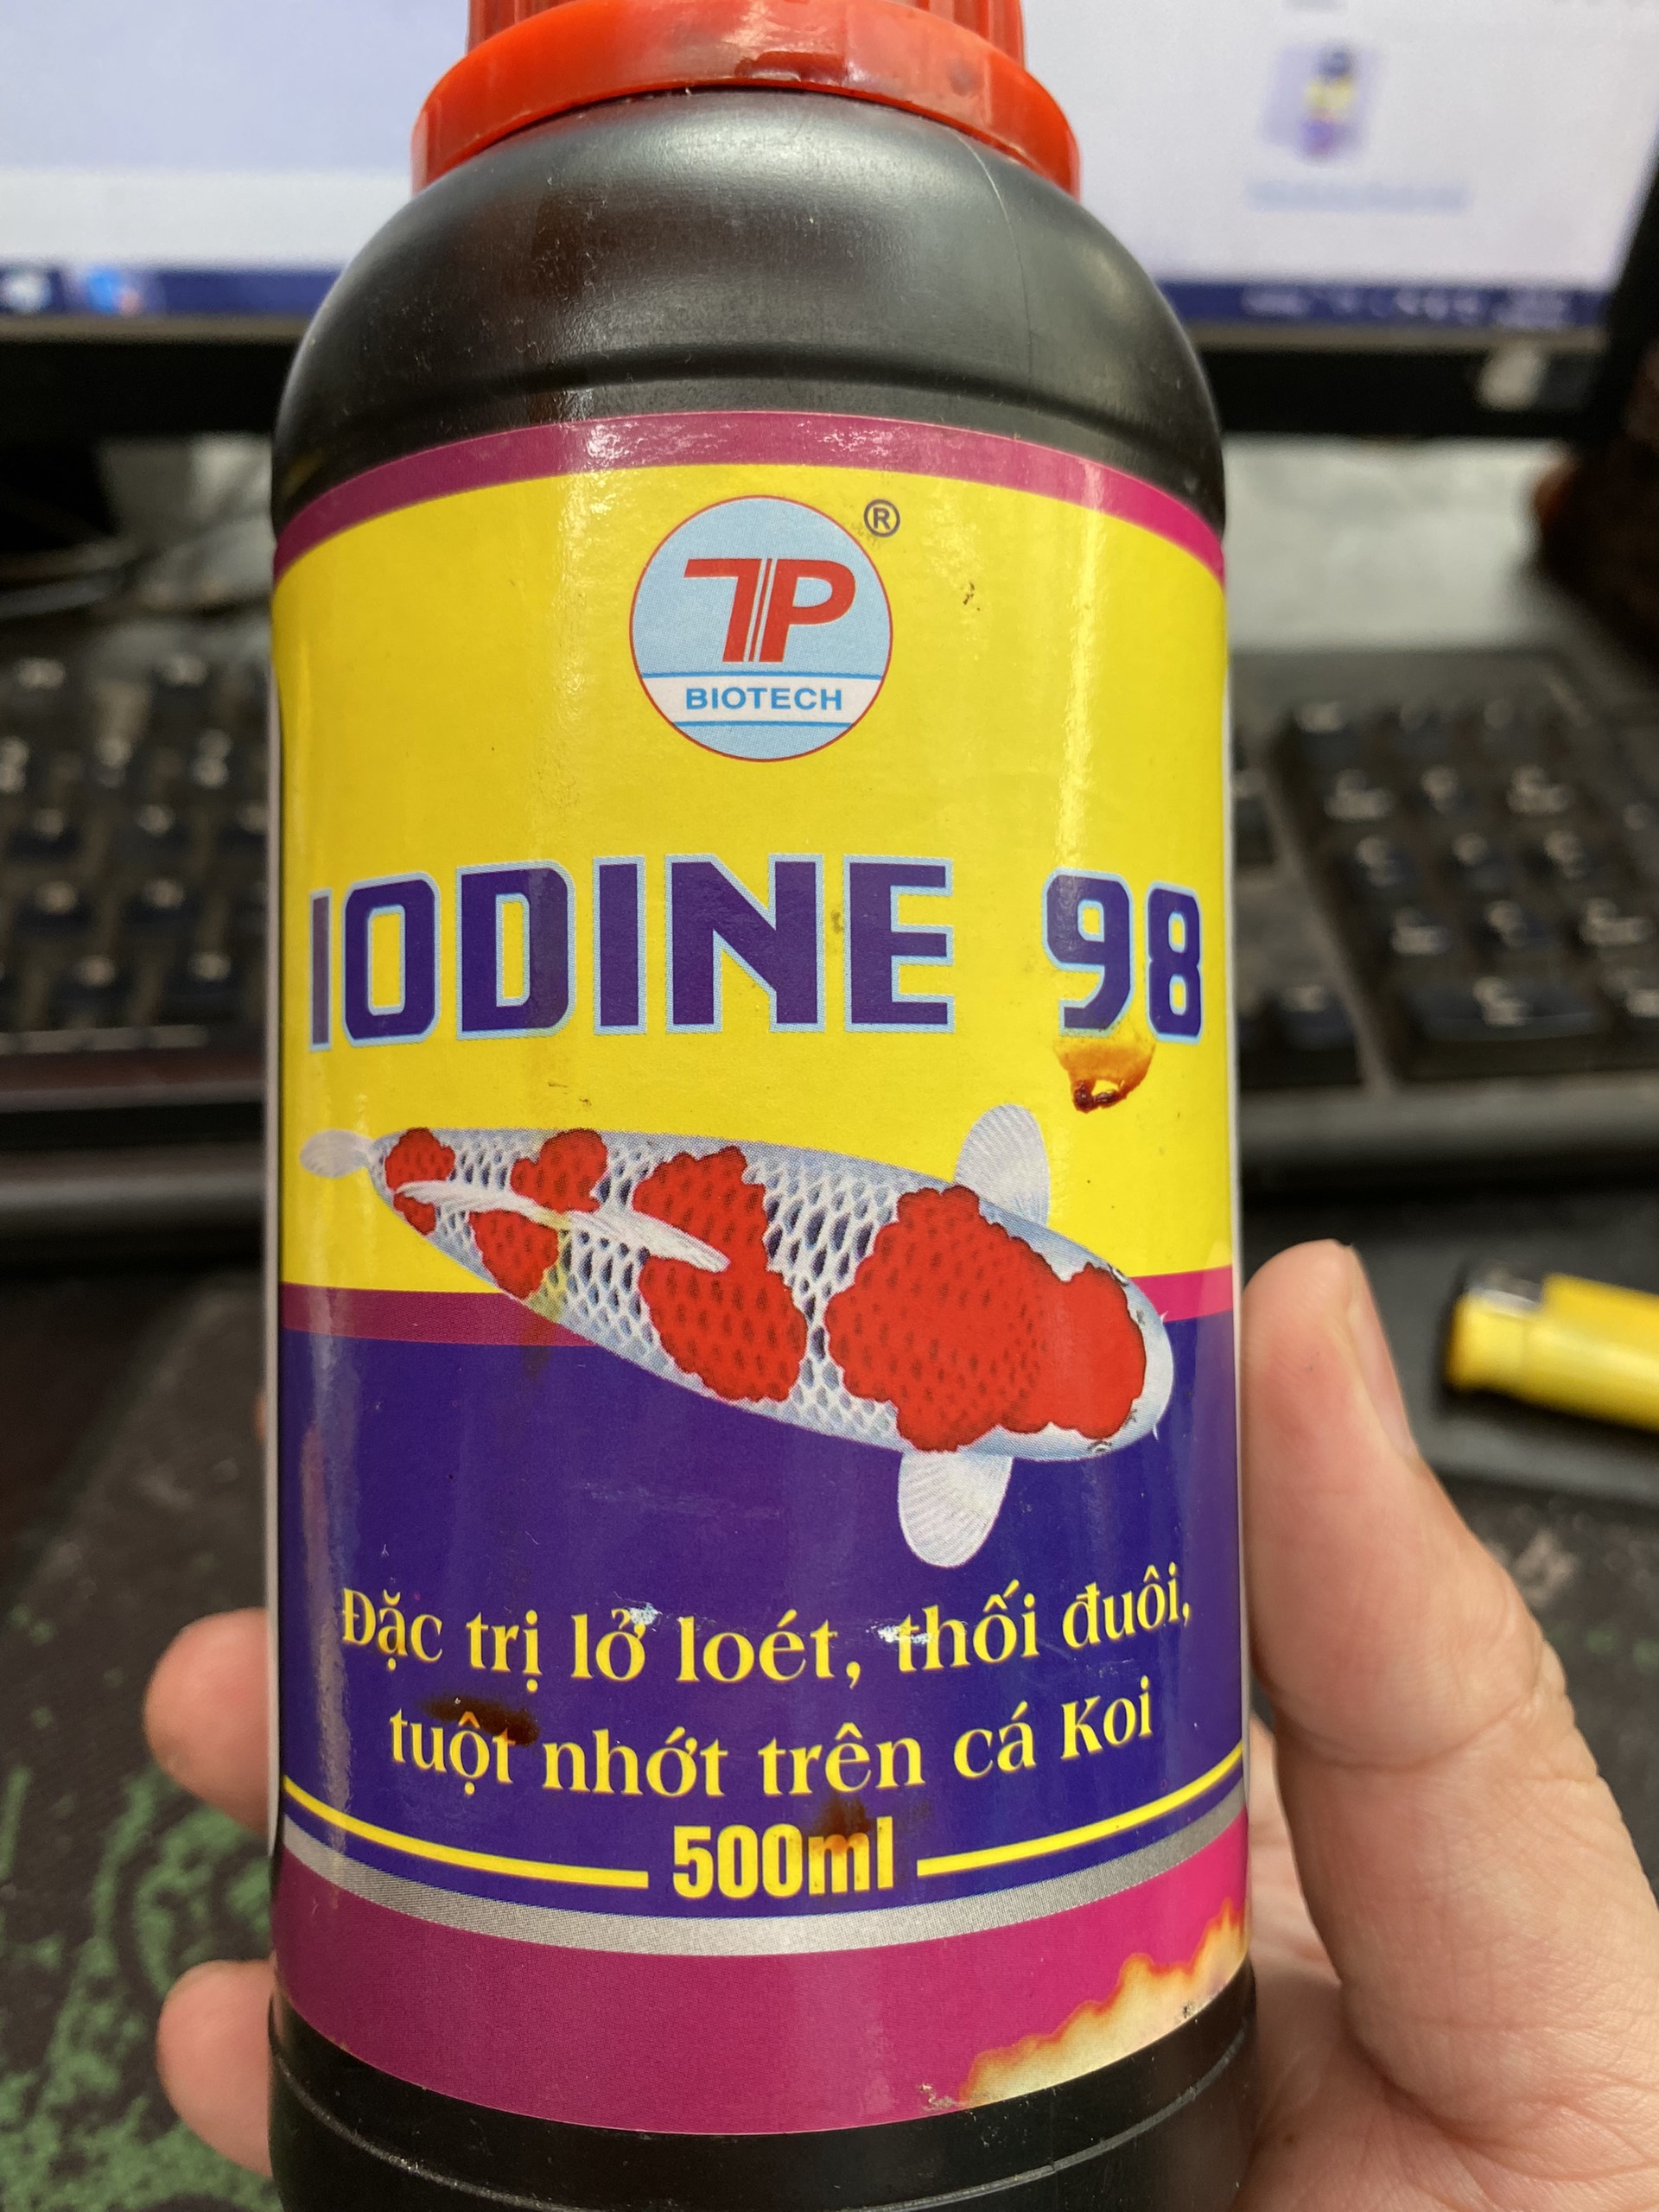 ®
TP
BIOTECH
IODINE 98
Đặc trị lở loét, thối đuôi,
tuột nhớt trên cá Koi
500ml